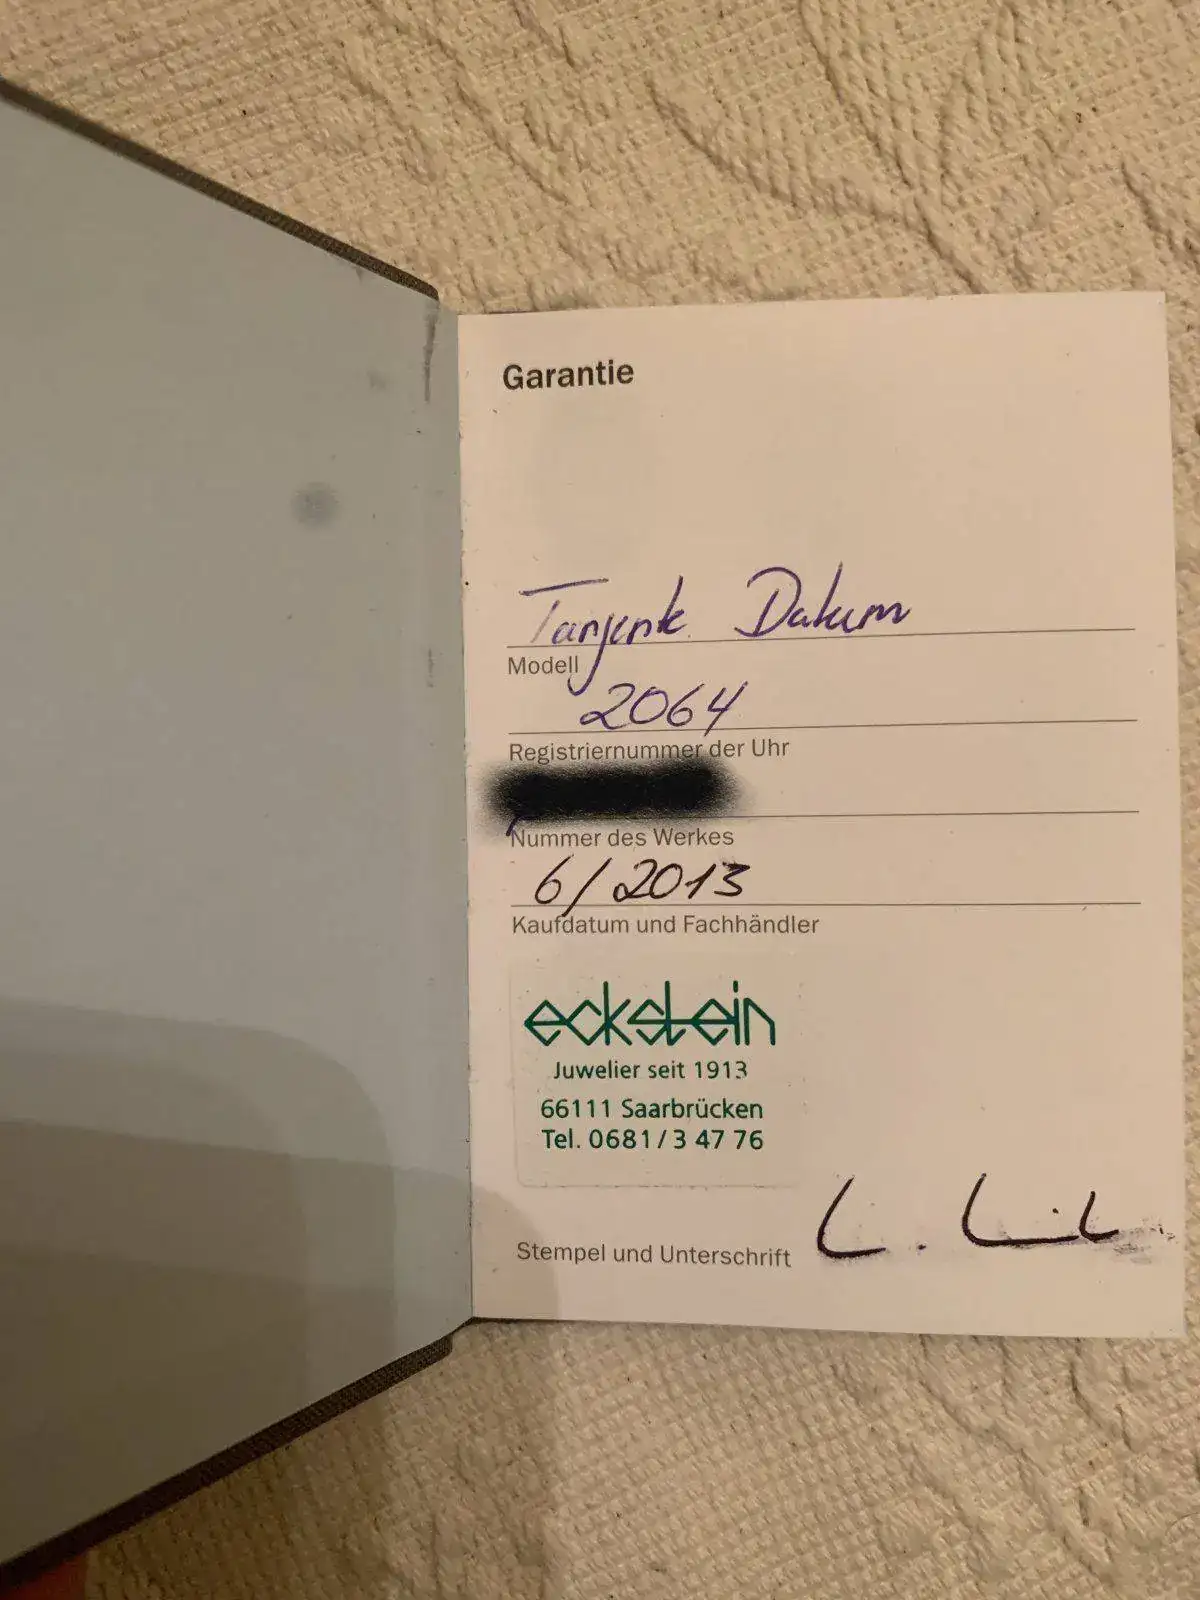 Garantie
Tangente Datum
Modell
2064
Registriernummer der Uhr
Nummer des Werkes
6/2013
Kaufdatum und Fachhändler
eckstein
Juwelier seit 1913
66111 Saarbrücken
Tel. 0681/3 47 76
Stempel und Unterschrift